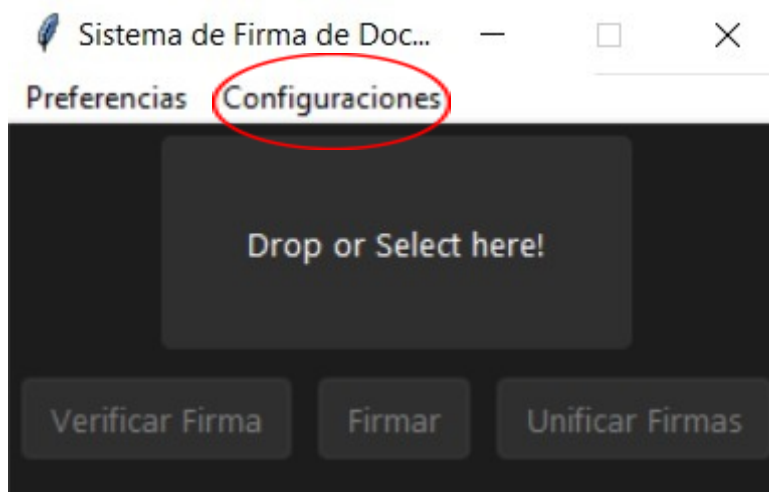 Sistema de Firma de Doc...
Preferencias Configuraciones
Drop or Select here!
Verificar Firma Firmar Unificar Firmas